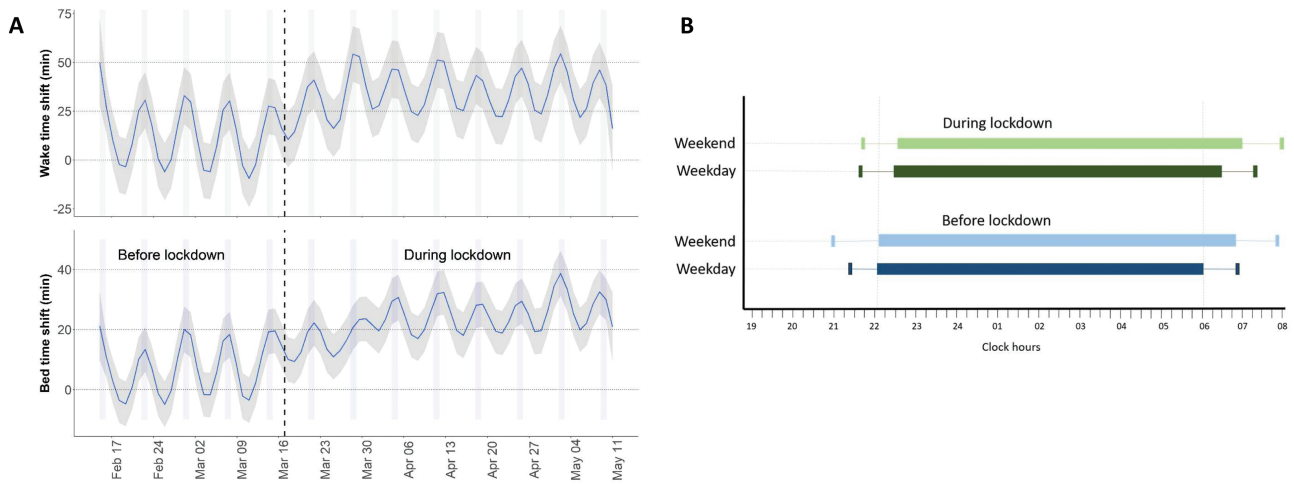 A
Wake time shift (min)
75
50
25
0
-25
Bed time shift (min)
Before lockdown
During lockdown
40
20
0
Feb 17
Feb 24
Mar 02
Mar 09
Mar 16
Mar 23
Mar 30
Apr 06
Apr 13
Apr 20
Apr 27
May 04
May 11
B
During lockdown
Weekend
Weekday
Before lockdown
Weekend
Weekday
19 20 21 22 23 24 01 02 03 04 05 06 07 08
Clock hours